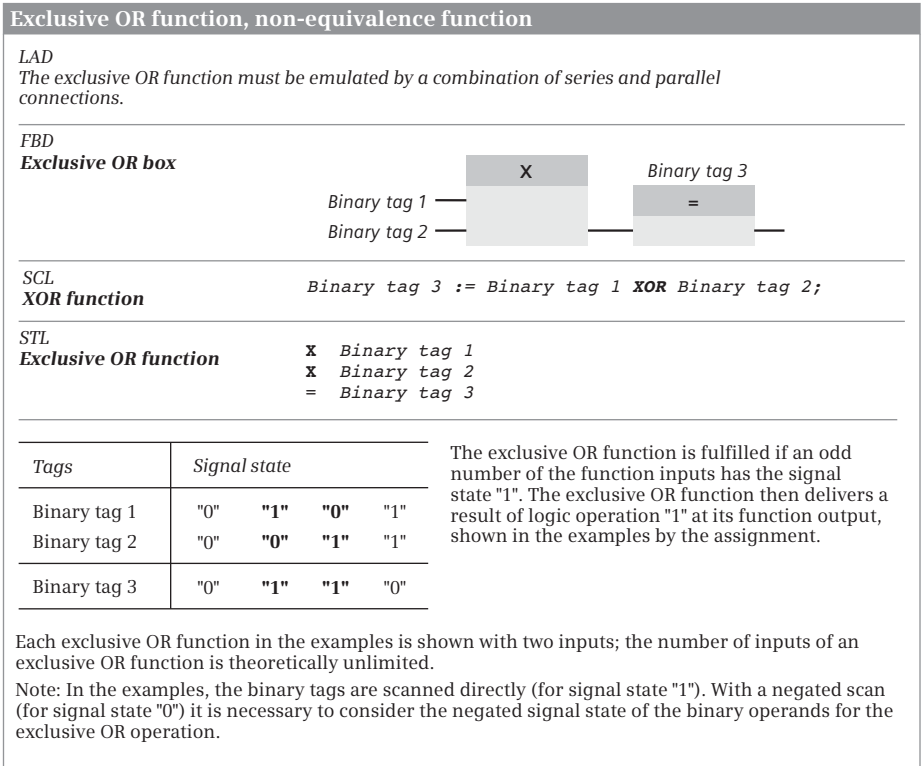 Exclusive OR function, non-equivalence function
LAD
The exclusive OR function must be emulated by a combination of series and parallel
connections.
FBD
Exclusive OR box
X
Binary tag 3
Binary tag 1
=
Binary tag 2
SCL
XOR function
Binary tag 3 := Binary tag 1 XOR Binary tag 2;
STL
Exclusive OR function
X Binary tag 1
X Binary tag 2
= Binary tag 3
Tags Signal state
Binary tag 1 "0" "1" "0" "1"
Binary tag 2 "0" "0" "1" "1"
Binary tag 3 "0" "1" "1" "0"
The exclusive OR function is fulfilled if an odd
number of the function inputs has the signal
state "1". The exclusive OR function then delivers a
result of logic operation "1" at its function output,
shown in the examples by the assignment.
Each exclusive OR function in the examples is shown with two inputs; the number of inputs of an
exclusive OR function is theoretically unlimited.
Note: In the examples, the binary tags are scanned directly (for signal state "1"). With a negated scan
(for signal state "0") it is necessary to consider the negated signal state of the binary operands for the
exclusive OR operation.